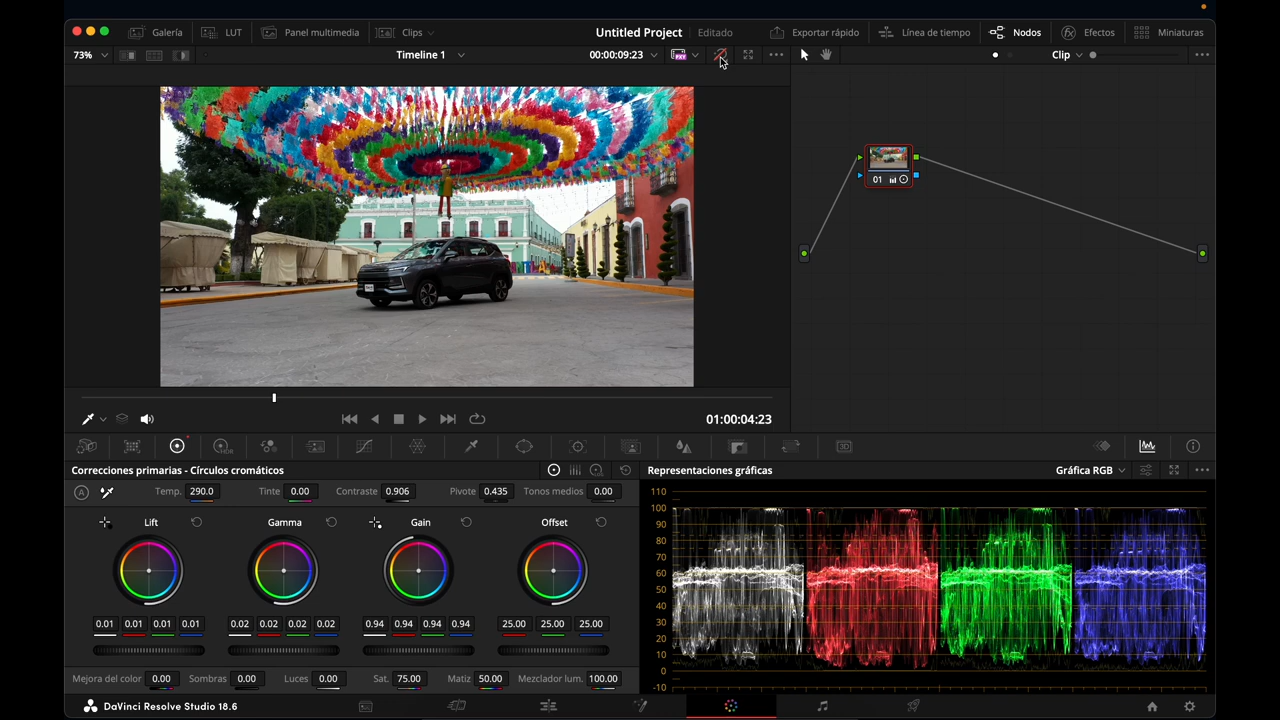 Galería
LUT
Panel multimedia
Clips
Untitled Project
Editado
Exportar rápido
Línea de tiempo
Nodos
Efectos
Miniaturas
73%
Timeline 1
00:00:09:23
PXY
Clip
01
01:00:04:23
Correcciones primarias - Círculos cromáticos
Representaciones gráficas
Gráfica RGB
HDR
3D
A
Temp. 290.0
Tinte 0.00
Contraste 0.906
Pivote 0.435
Tonos medios 0.00
Lift
Gamma
Gain
Offset
0.01 0.01 0.01 0.01
0.02 0.02 0.02 0.02
0.94 0.94 0.94 0.94
25.00 25.00 25.00
Mejora del color 0.00
Sombras 0.00
Luces 0.00
Sat. 75.00
Matiz 50.00
Mezclador lum. 100.00
110
100
90
80
70
60
50
40
30
20
10
0
-10
DaVinci Resolve Studio 18.6